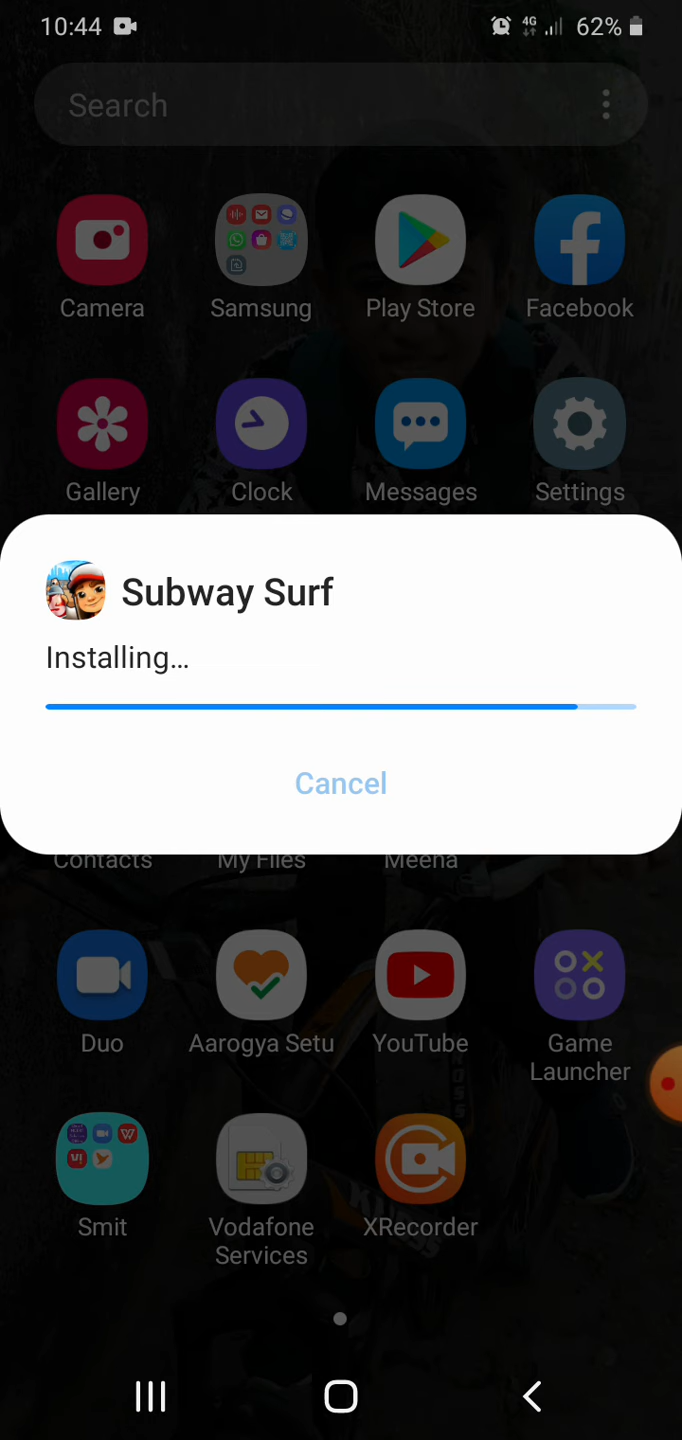 10:44
4G
62%
Search
Camera
Samsung
Play Store
Facebook
Gallery
Clock
Messages
Settings
Subway Surf
Installing...
Cancel
Contacts
My Files
Meena
Duo
Aarogya Setu
YouTube
Game
Launcher
Smit
Vodafone
Services
XRecorder